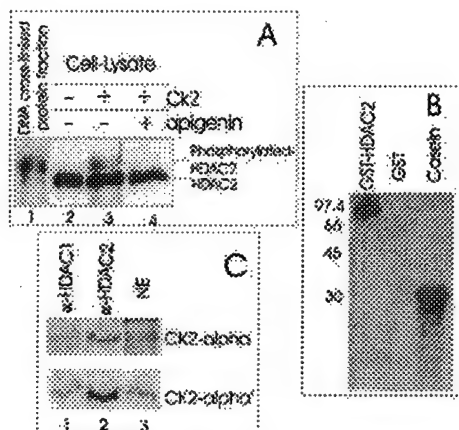 A
DNA cross-linked
protein fraction
Cell-Lysate
- + + Ck2
- - + apigenin
Phosphorylated-
HDAC2
HDAC2
1 2 3 4
B
GST-HDAC2
GST
Casein
97.4
66
45
30
C
α-HDAC1
α-HDAC2
NE
CK2-alpha
CK2-alpha'
1 2 3